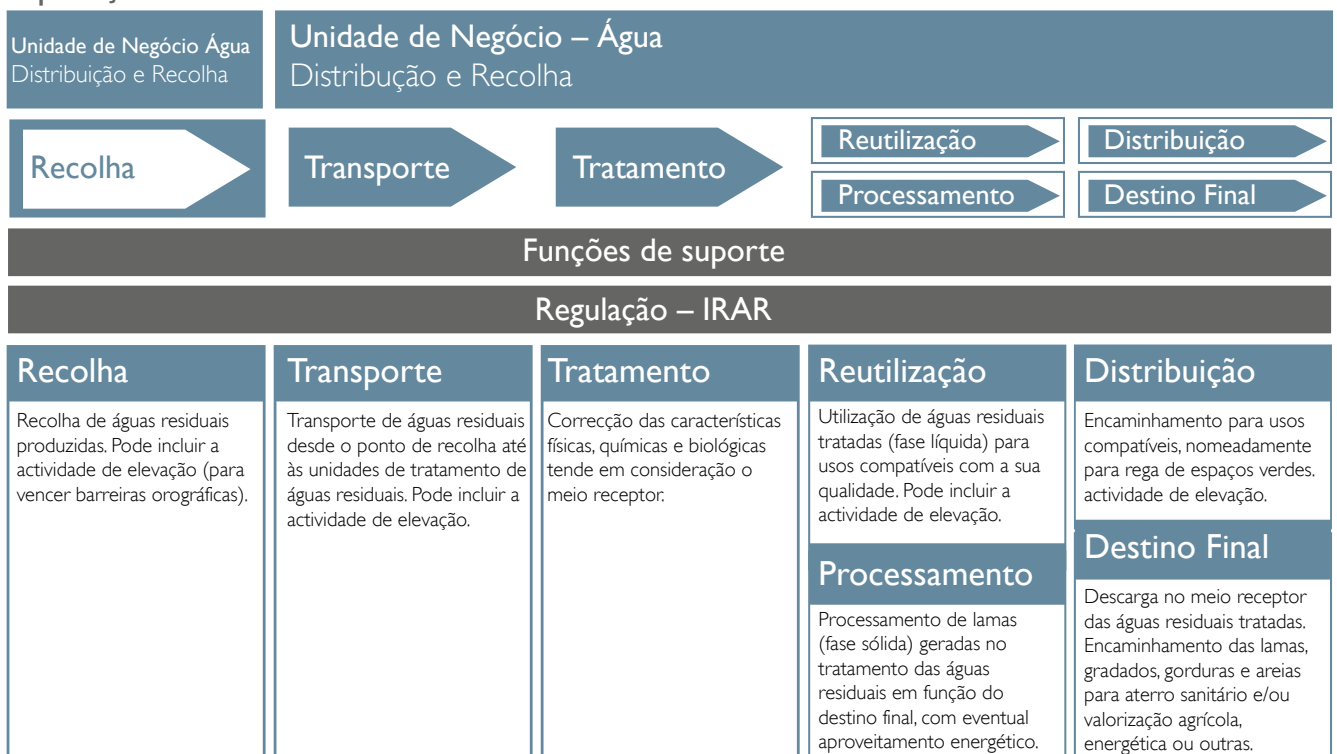 Unidade de Negócio Água
Distribuição e Recolha
Unidade de Negócio – Água
Distribução e Recolha
Recolha
Transporte
Tratamento
Reutilização
Processamento
Distribuição
Destino Final
Funções de suporte
Regulação – IRAR
Recolha
Recolha de águas residuais
produzidas. Pode incluir a
actividade de elevação (para
vencer barreiras orográficas).
Transporte
Transporte de águas residuais
desde o ponto de recolha até
às unidades de tratamento de
águas residuais. Pode incluir a
actividade de elevação.
Tratamento
Correcção das características
físicas, químicas e biológicas
tende em consideração o
meio receptor.
Reutilização
Utilização de águas residuais
tratadas (fase líquida) para
usos compatíveis com a sua
qualidade. Pode incluir a
actividade de elevação.
Processamento
Processamento de lamas
(fase sólida) geradas no
tratamento das águas
residuais em função do
destino final, com eventual
aproveitamento energético.
Distribuição
Encaminhamento para usos
compatíveis, nomeadamente
para rega de espaços verdes.
actividade de elevação.
Destino Final
Descarga no meio receptor
das águas residuais tratadas.
Encaminhamento das lamas,
gradados, gorduras e areias
para aterro sanitário e/ou
valorização agrícola,
energética ou outras.